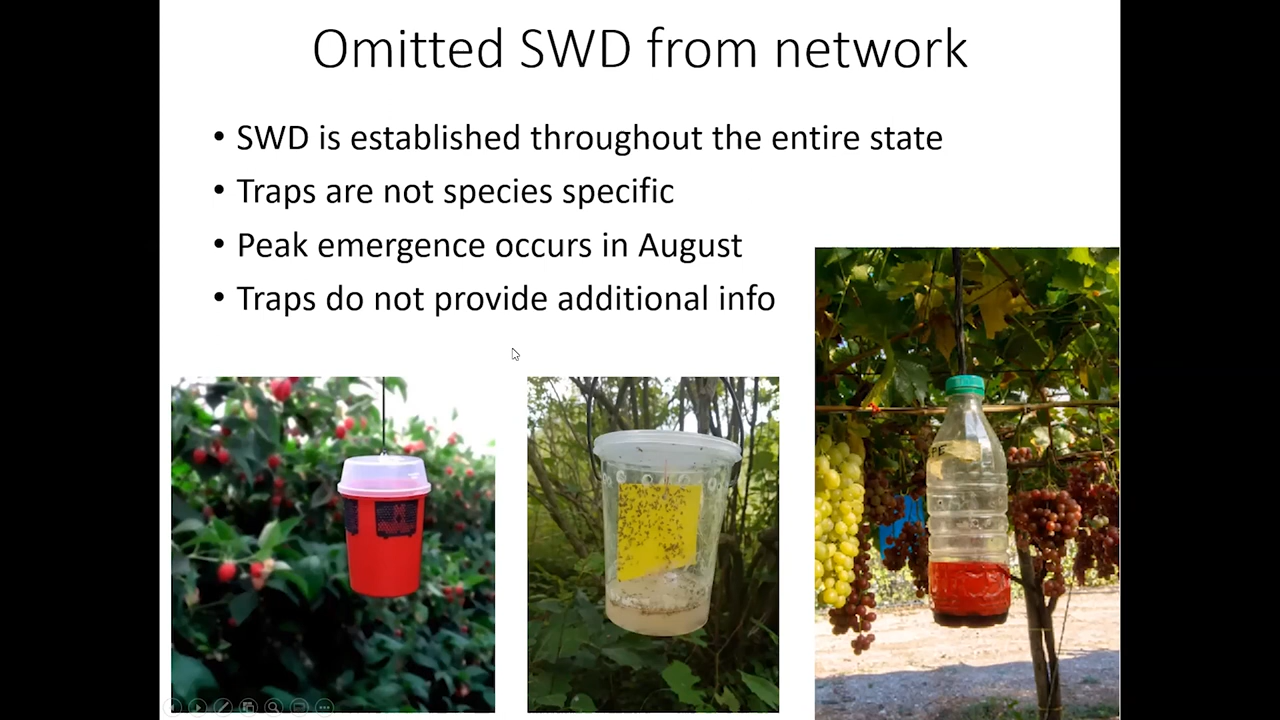 Omitted SWD from network
• SWD is established throughout the entire state
• Traps are not species specific
• Peak emergence occurs in August
• Traps do not provide additional info